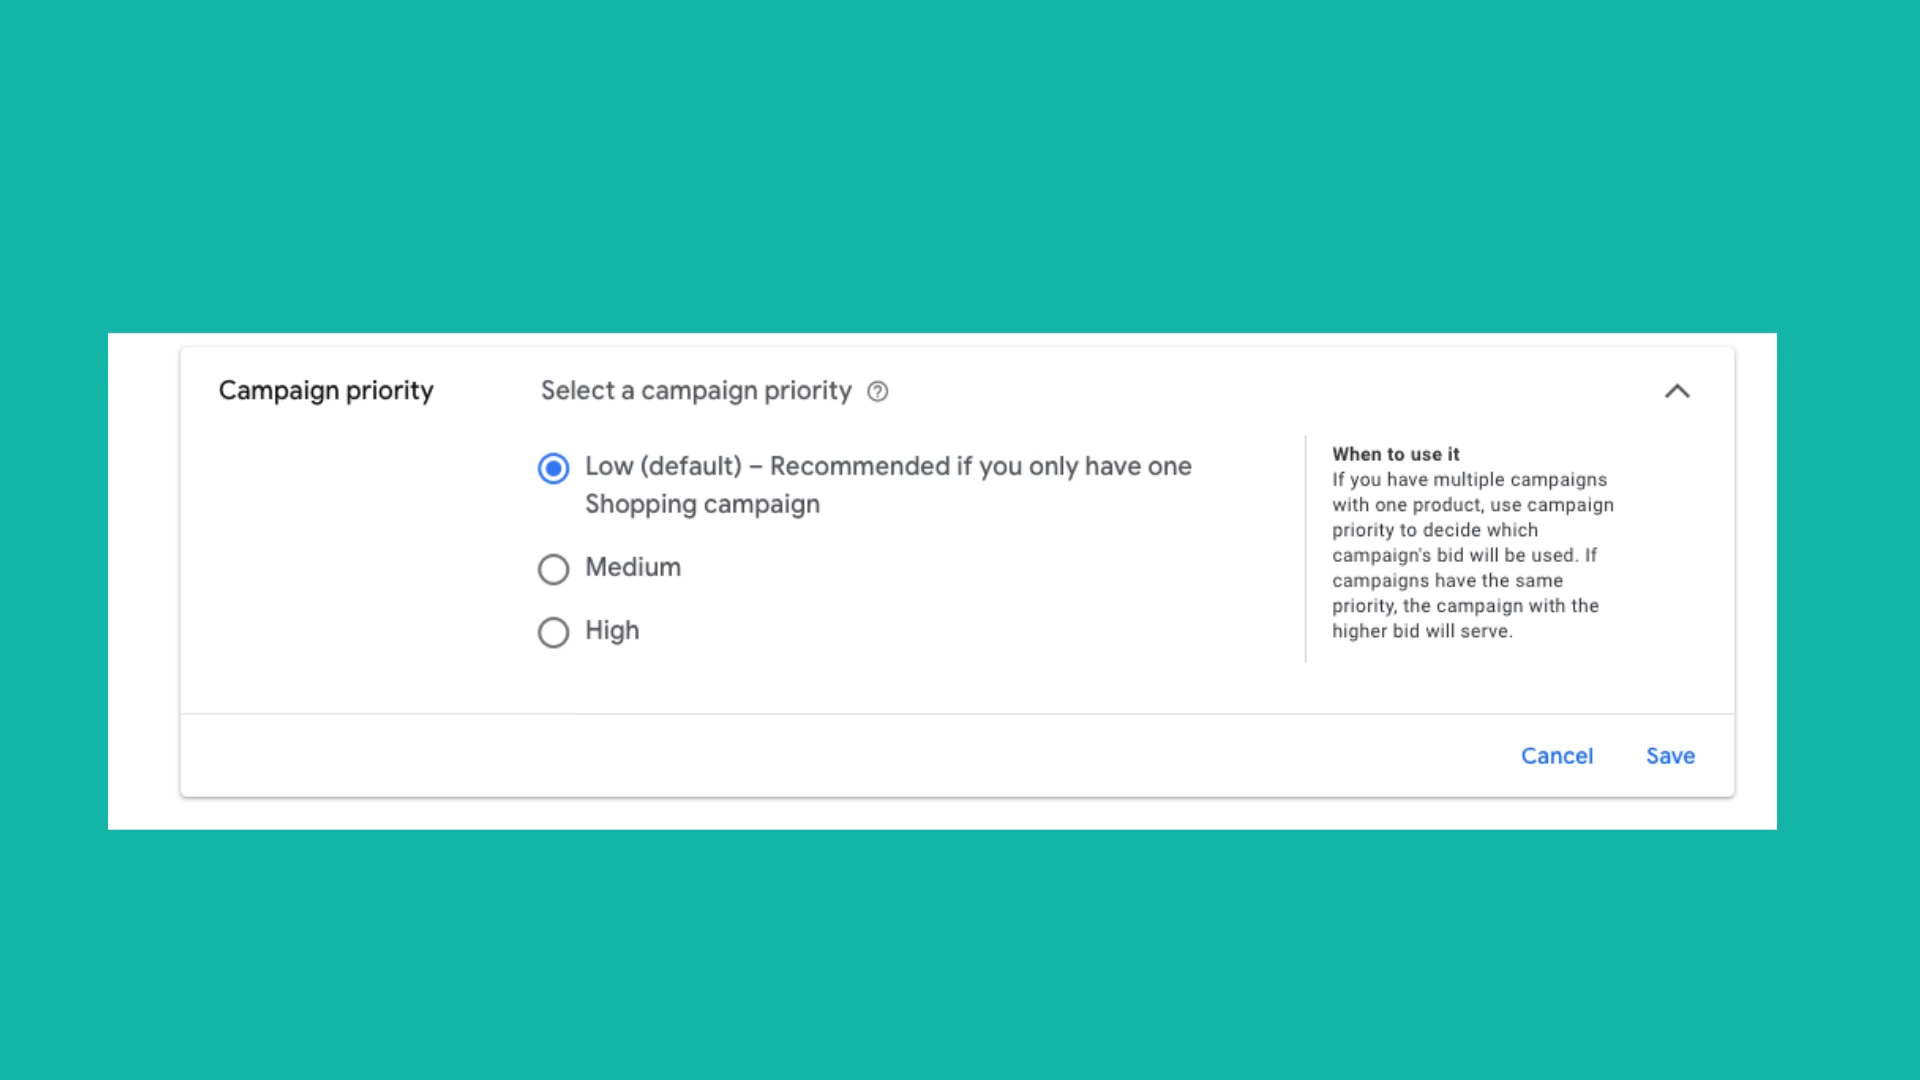 Campaign priority
Select a campaign priority
Low (default) – Recommended if you only have one
Shopping campaign
Medium
High
When to use it
If you have multiple campaigns
with one product, use campaign
priority to decide which
campaign's bid will be used. If
campaigns have the same
priority, the campaign with the
higher bid will serve.
Cancel
Save